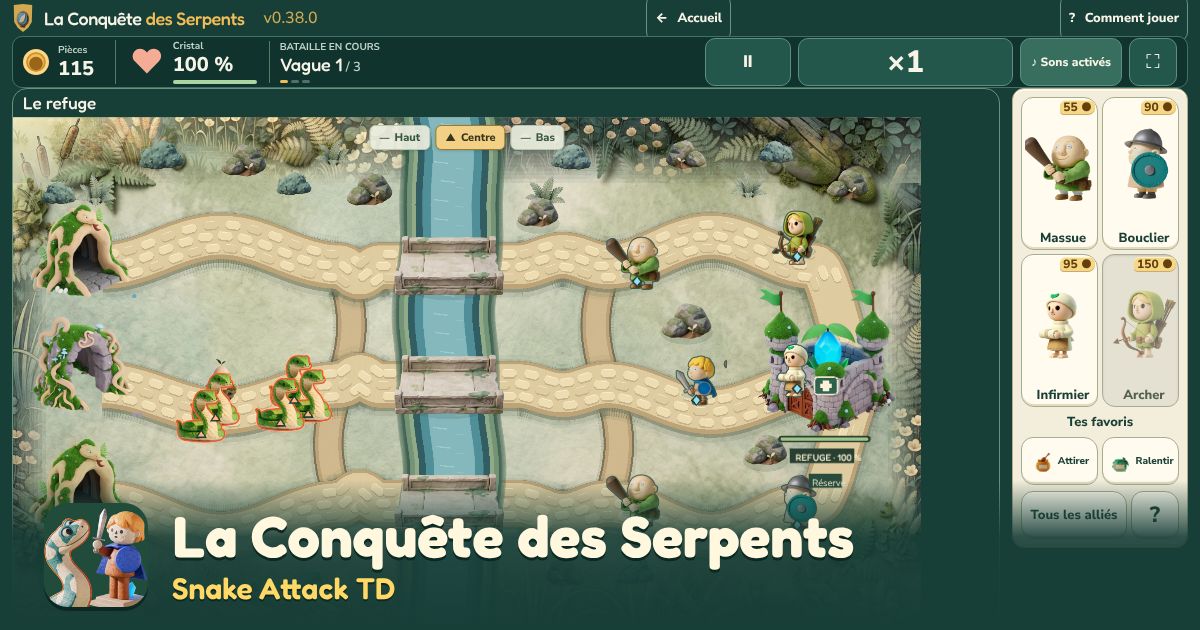 La Conquête des Serpents v0.38.0
← Accueil
? Comment jouer
Pièces
115
Cristal
100 %
BATAILLE EN COURS
Vague 1 / 3
×1
♪ Sons activés
Le refuge
— Haut
▲ Centre
— Bas
55
90
Massue
Bouclier
95
150
Infirmier
Archer
Tes favoris
Attirer
Ralentir
Tous les alliés
?
REFUGE · 100 %
Réserve
La Conquête des Serpents
Snake Attack TD